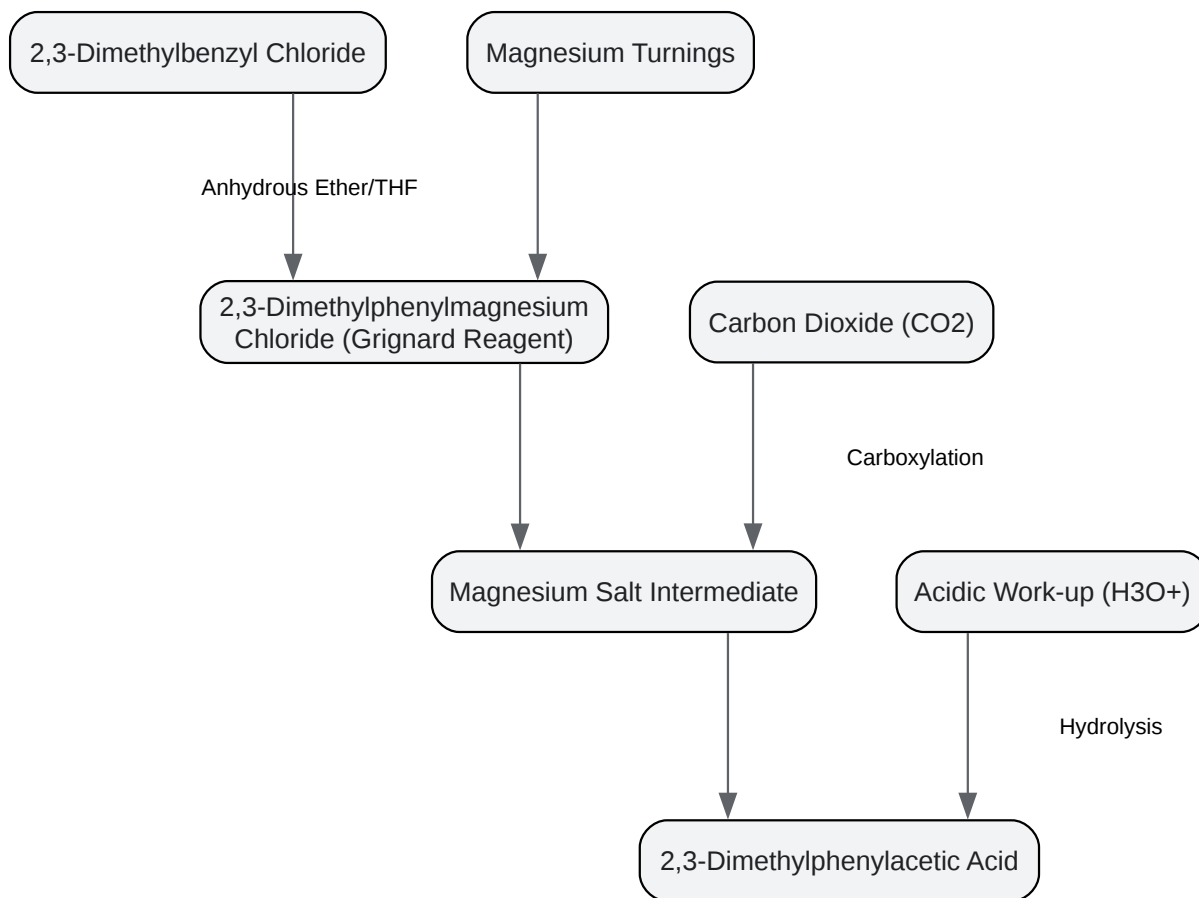 2,3-Dimethylbenzyl Chloride
Magnesium Turnings
Anhydrous Ether/THF
2,3-Dimethylphenylmagnesium
Chloride (Grignard Reagent)
Carbon Dioxide (CO2)
Carboxylation
Magnesium Salt Intermediate
Acidic Work-up (H3O+)
Hydrolysis
2,3-Dimethylphenylacetic Acid